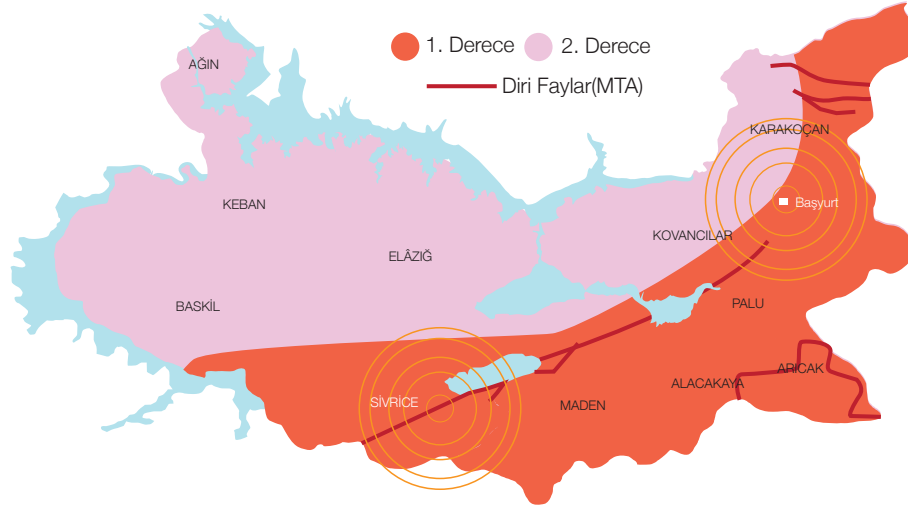 1. Derece 2. Derece
Diri Faylar(MTA)
AĞIN
KARAKOÇAN
KEBAN
Başyurt
KOVANCILAR
ELÂZIĞ
BASKİL
PALU
ARICAK
ALACAKAYA
SİVRİCE
MADEN